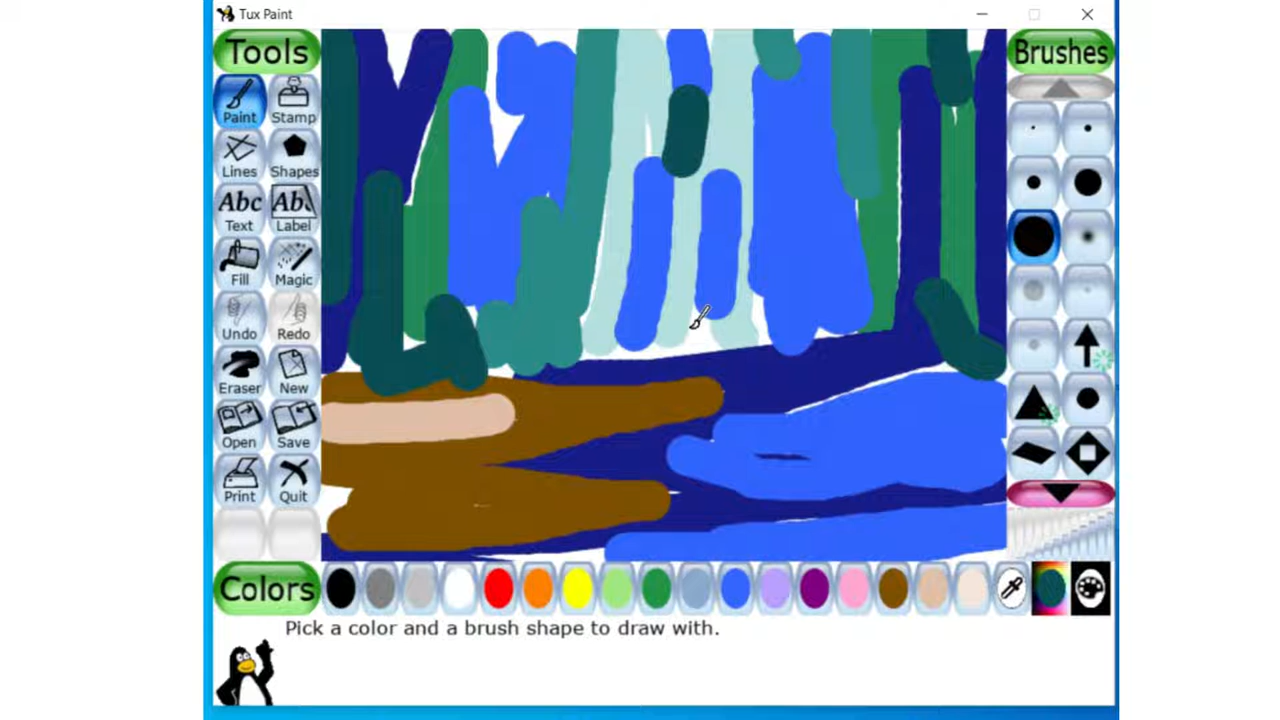 Tux Paint
Tools
Brushes
Paint
Stamp
Lines
Shapes
Abc
Abc
Text
Label
Fill
Magic
Undo
Redo
Eraser
New
Open
Save
Print
Quit
Colors
Pick a color and a brush shape to draw with.